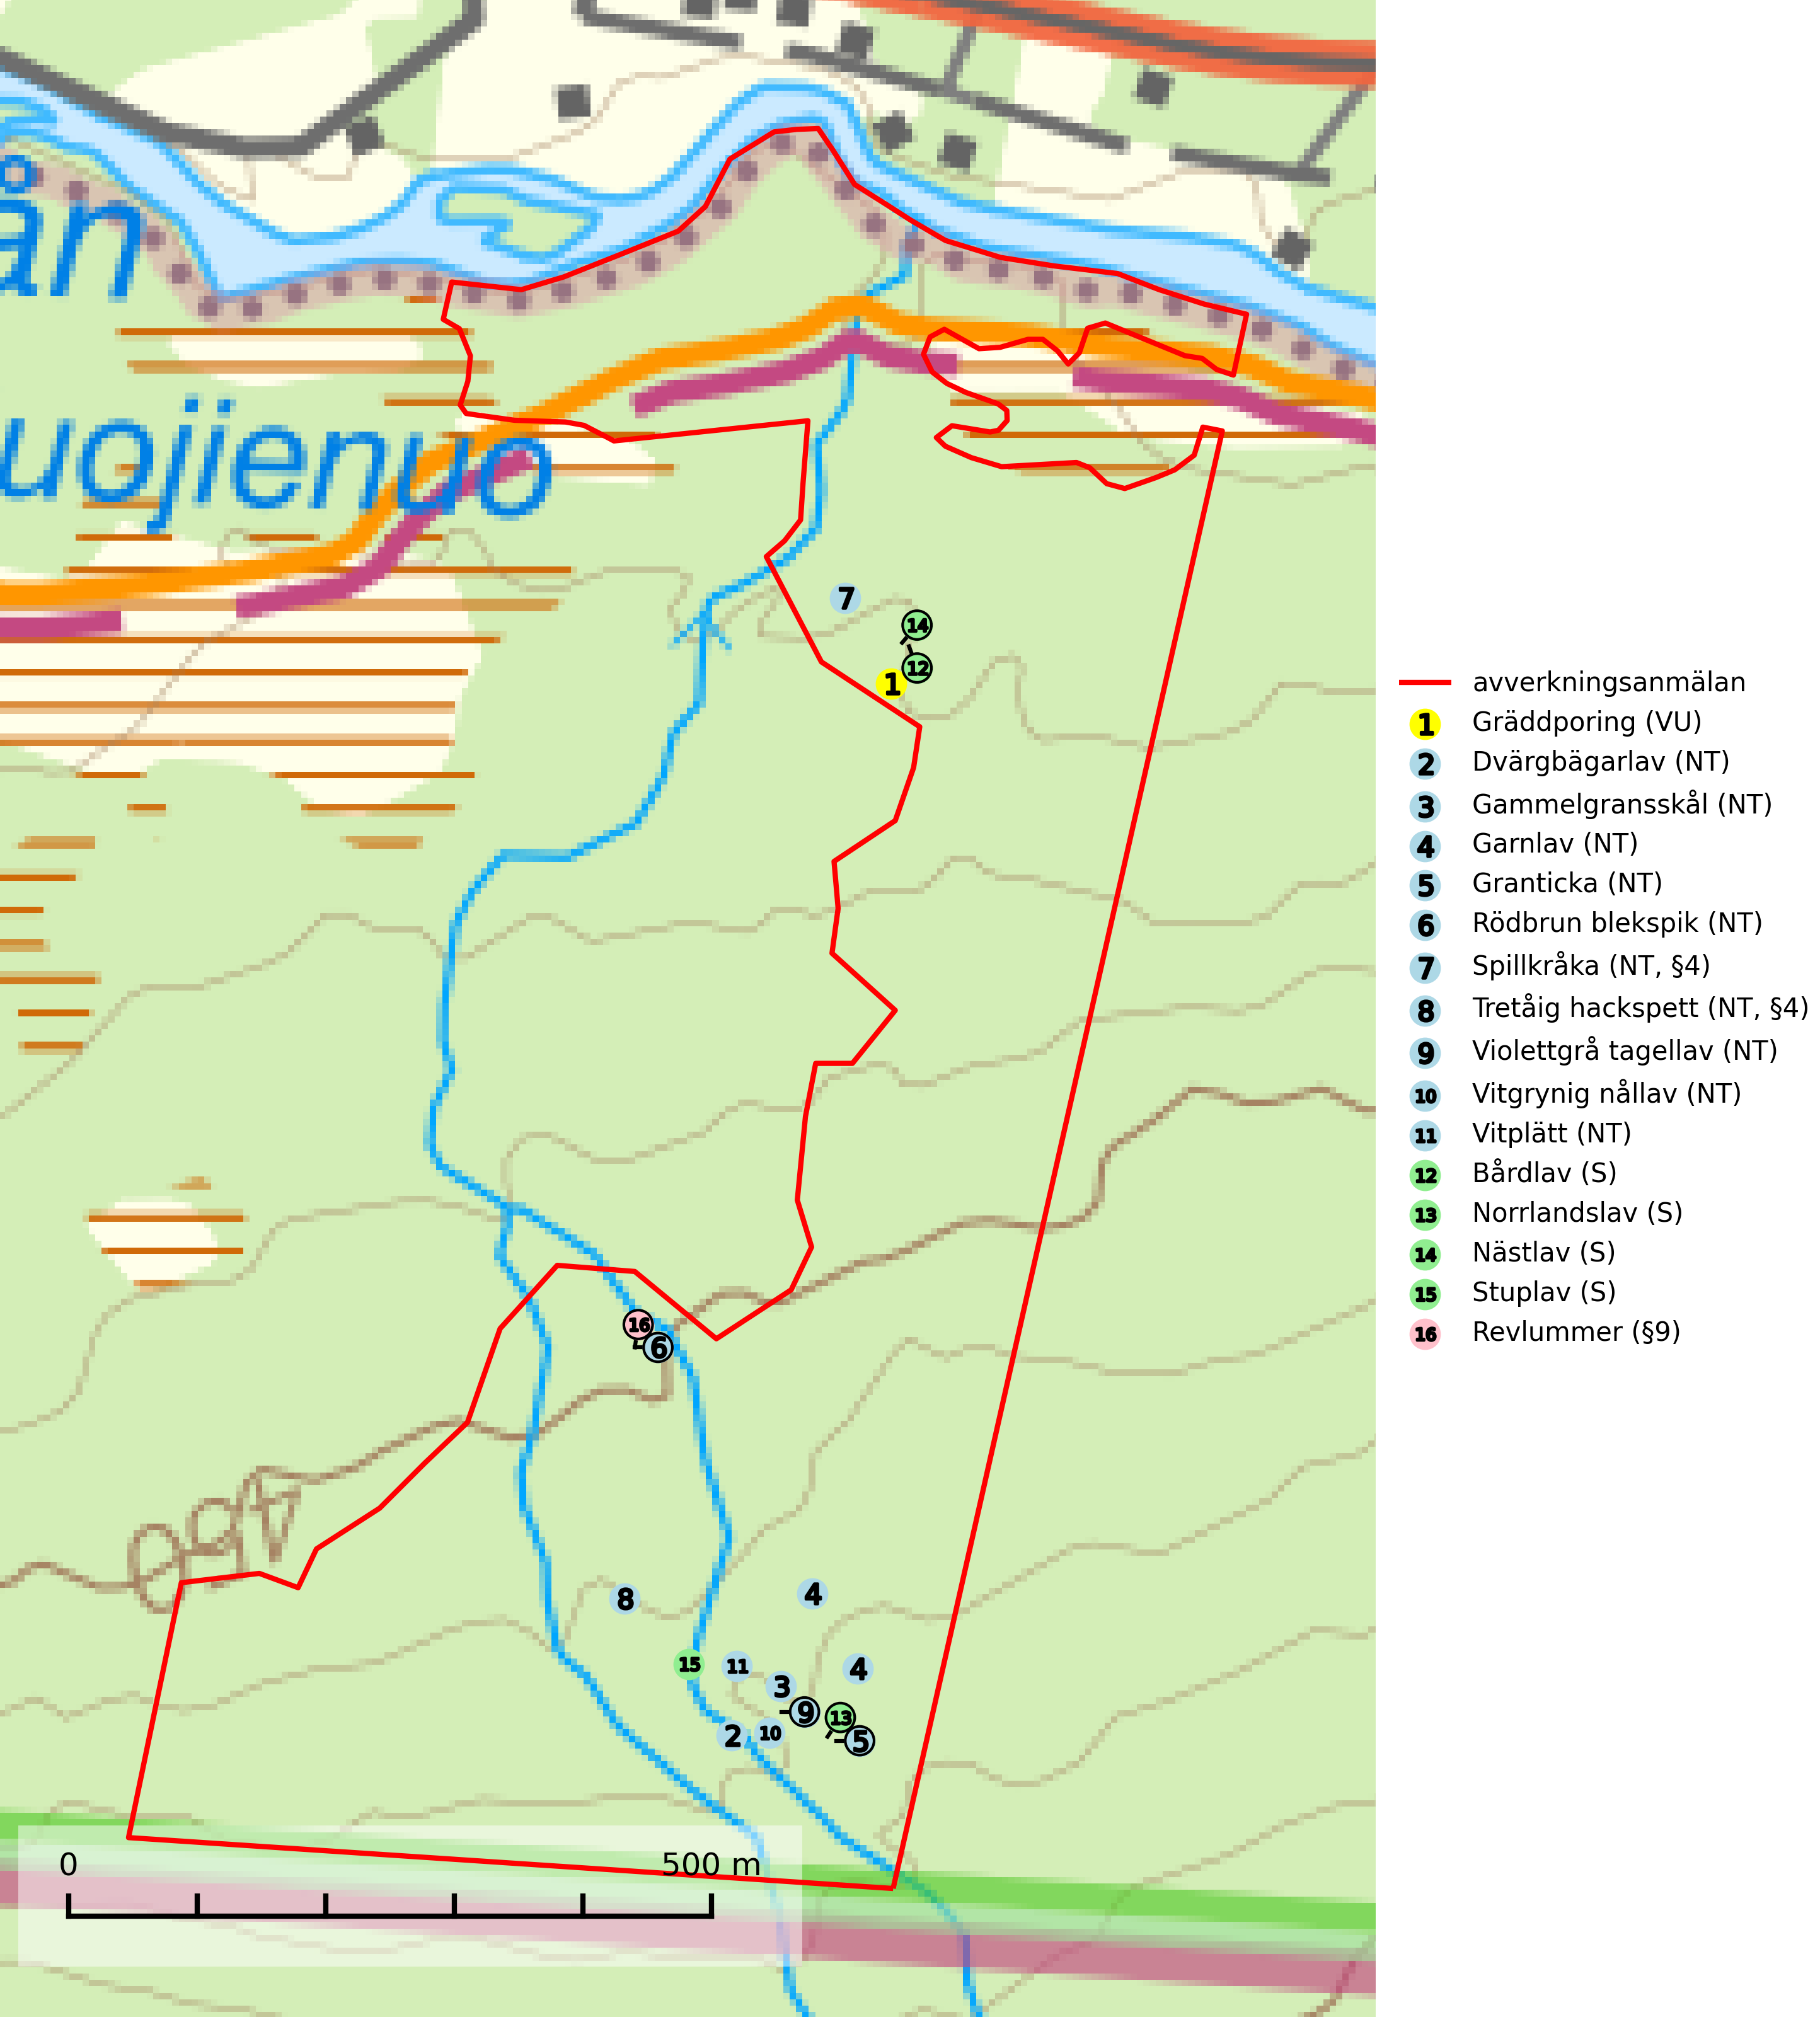 ån
uojienuo
7
14
12
1
16
6
8
4
15
11
3
4
9
13
2
10
5
0
500 m
avverkningsanmälan
1 Gräddporing (VU)
2 Dvärgbägarlav (NT)
3 Gammelgransskål (NT)
4 Garnlav (NT)
5 Granticka (NT)
6 Rödbrun blekspik (NT)
7 Spillkråka (NT, §4)
8 Tretåig hackspett (NT, §4)
9 Violettgrå tagellav (NT)
10 Vitgrynig nållav (NT)
11 Vitplätt (NT)
12 Bårdlav (S)
13 Norrlandslav (S)
14 Nästlav (S)
15 Stuplav (S)
16 Revlummer (§9)